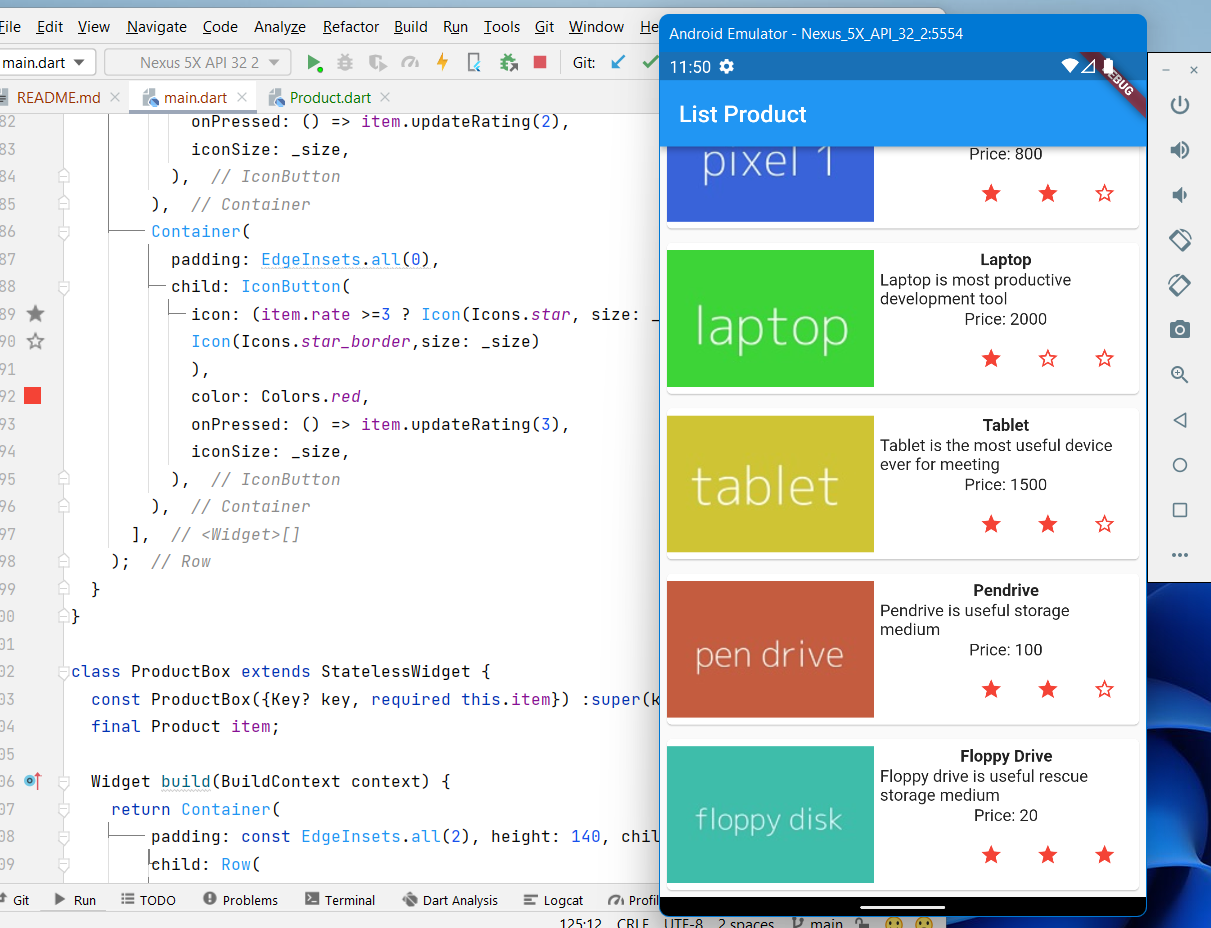 File Edit View Navigate Code Analyze Refactor Build Run Tools Git Window He
main.dart Nexus 5X API 32 2 Git:
README.md main.dart Product.dart
82 onPressed: () => item.updateRating(2),
83 iconSize: _size,
84 ), // IconButton
85 ), // Container
86 Container(
87 padding: EdgeInsets.all(0),
88 child: IconButton(
89 icon: (item.rate >=3 ? Icon(Icons.star, size: _
90 Icon(Icons.star_border,size: _size)
91 ),
92 color: Colors.red,
93 onPressed: () => item.updateRating(3),
94 iconSize: _size,
95 ), // IconButton
96 ), // Container
97 ], // <Widget>[]
98 ); // Row
99 }
00 }
01
02 class ProductBox extends StatelessWidget {
03 const ProductBox({Key? key, required this.item}) :super(k
04 final Product item;
05
06 Widget build(BuildContext context) {
07 return Container(
08 padding: const EdgeInsets.all(2), height: 140, chil
09 child: Row(
Git Run TODO Problems Terminal Dart Analysis Logcat Profil
125:12 CRLF UTF-8 2 spaces main
Android Emulator - Nexus_5X_API_32_2:5554
11:50
DEBUG
List Product
pixel 1
Price: 800
laptop
Laptop
Laptop is most productive
development tool
Price: 2000
tablet
Tablet
Tablet is the most useful device
ever for meeting
Price: 1500
pen drive
Pendrive
Pendrive is useful storage
medium
Price: 100
floppy disk
Floppy Drive
Floppy drive is useful rescue
storage medium
Price: 20